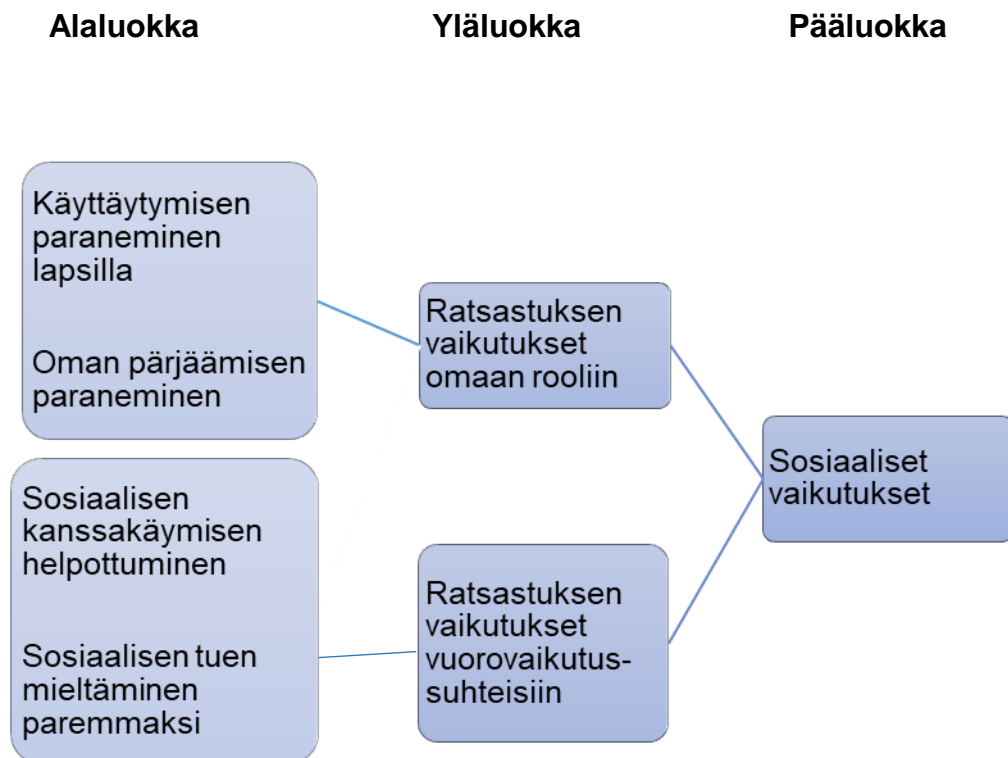 Alaluokka Yläluokka Pääluokka
Käyttäytymisen
paraneminen
lapsilla
Oman pärjäämisen
paraneminen
Sosiaalisen
kanssakäymisen
helpottuminen
Sosiaalisen tuen
mieltäminen
paremmaksi
Ratsastuksen
vaikutukset
omaan rooliin
Ratsastuksen
vaikutukset
vuorovaikutus-
suhteisiin
Sosiaaliset
vaikutukset